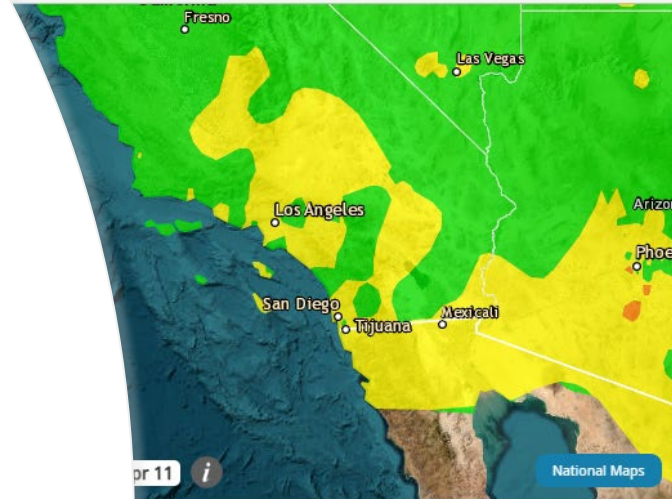 Fresno
Las Vegas
Los Angeles
Arizo
Phoe
San Diego
Tijuana
Mexicali
pr 11
i
National Maps